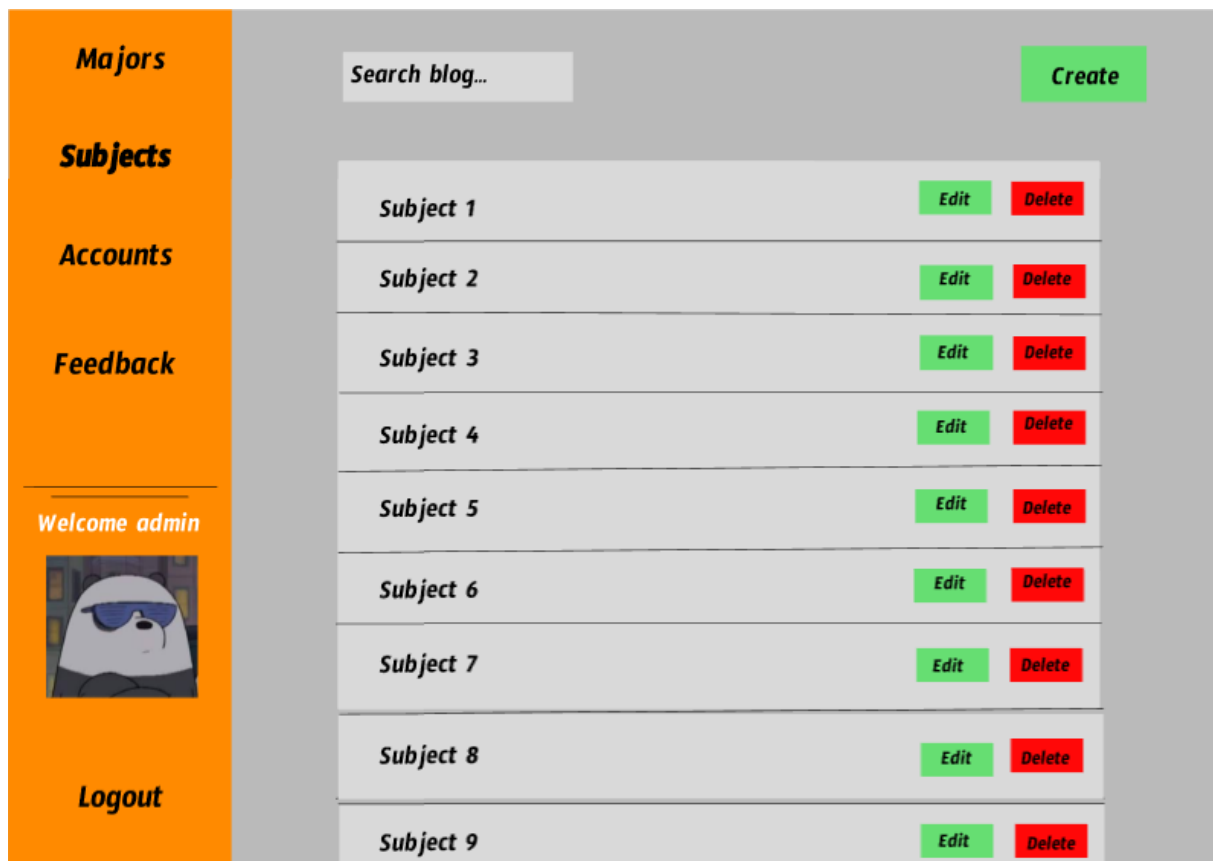 Majors
Subjects
Accounts
Feedback
Welcome admin
Logout
Search blog...
Create
Subject 1 Edit Delete
Subject 2 Edit Delete
Subject 3 Edit Delete
Subject 4 Edit Delete
Subject 5 Edit Delete
Subject 6 Edit Delete
Subject 7 Edit Delete
Subject 8 Edit Delete
Subject 9 Edit Delete